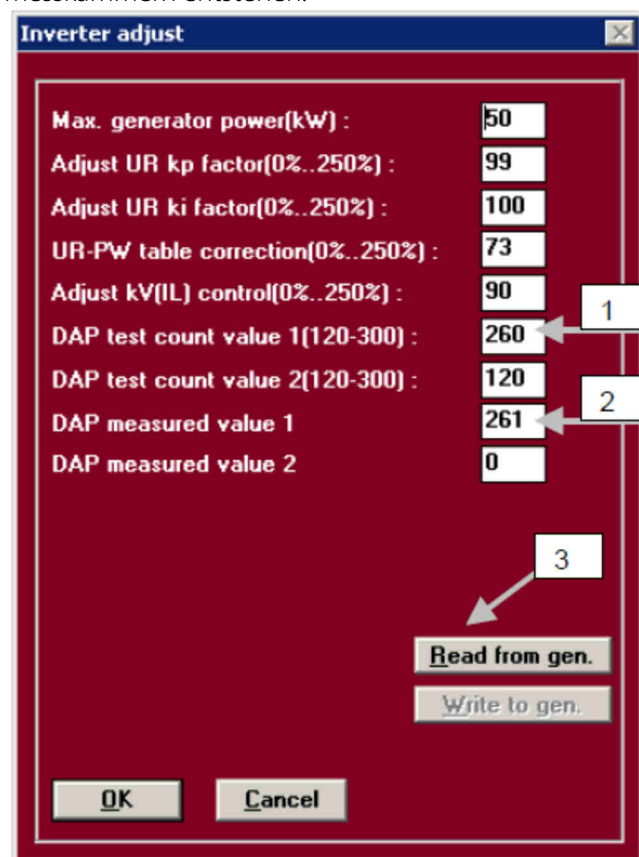 messkammern entstehen.
Inverter adjust
Max. generator power(kW) : 50
Adjust UR kp factor(0%..250%) : 99
Adjust UR ki factor(0%..250%) : 100
UR-PW table correction(0%..250%) : 73
Adjust kV(IL) control(0%..250%) : 90
1
DAP test count value 1(120-300) : 260
DAP test count value 2(120-300) : 120
2
DAP measured value 1 261
DAP measured value 2 0
3
Read from gen.
Write to gen.
OK Cancel